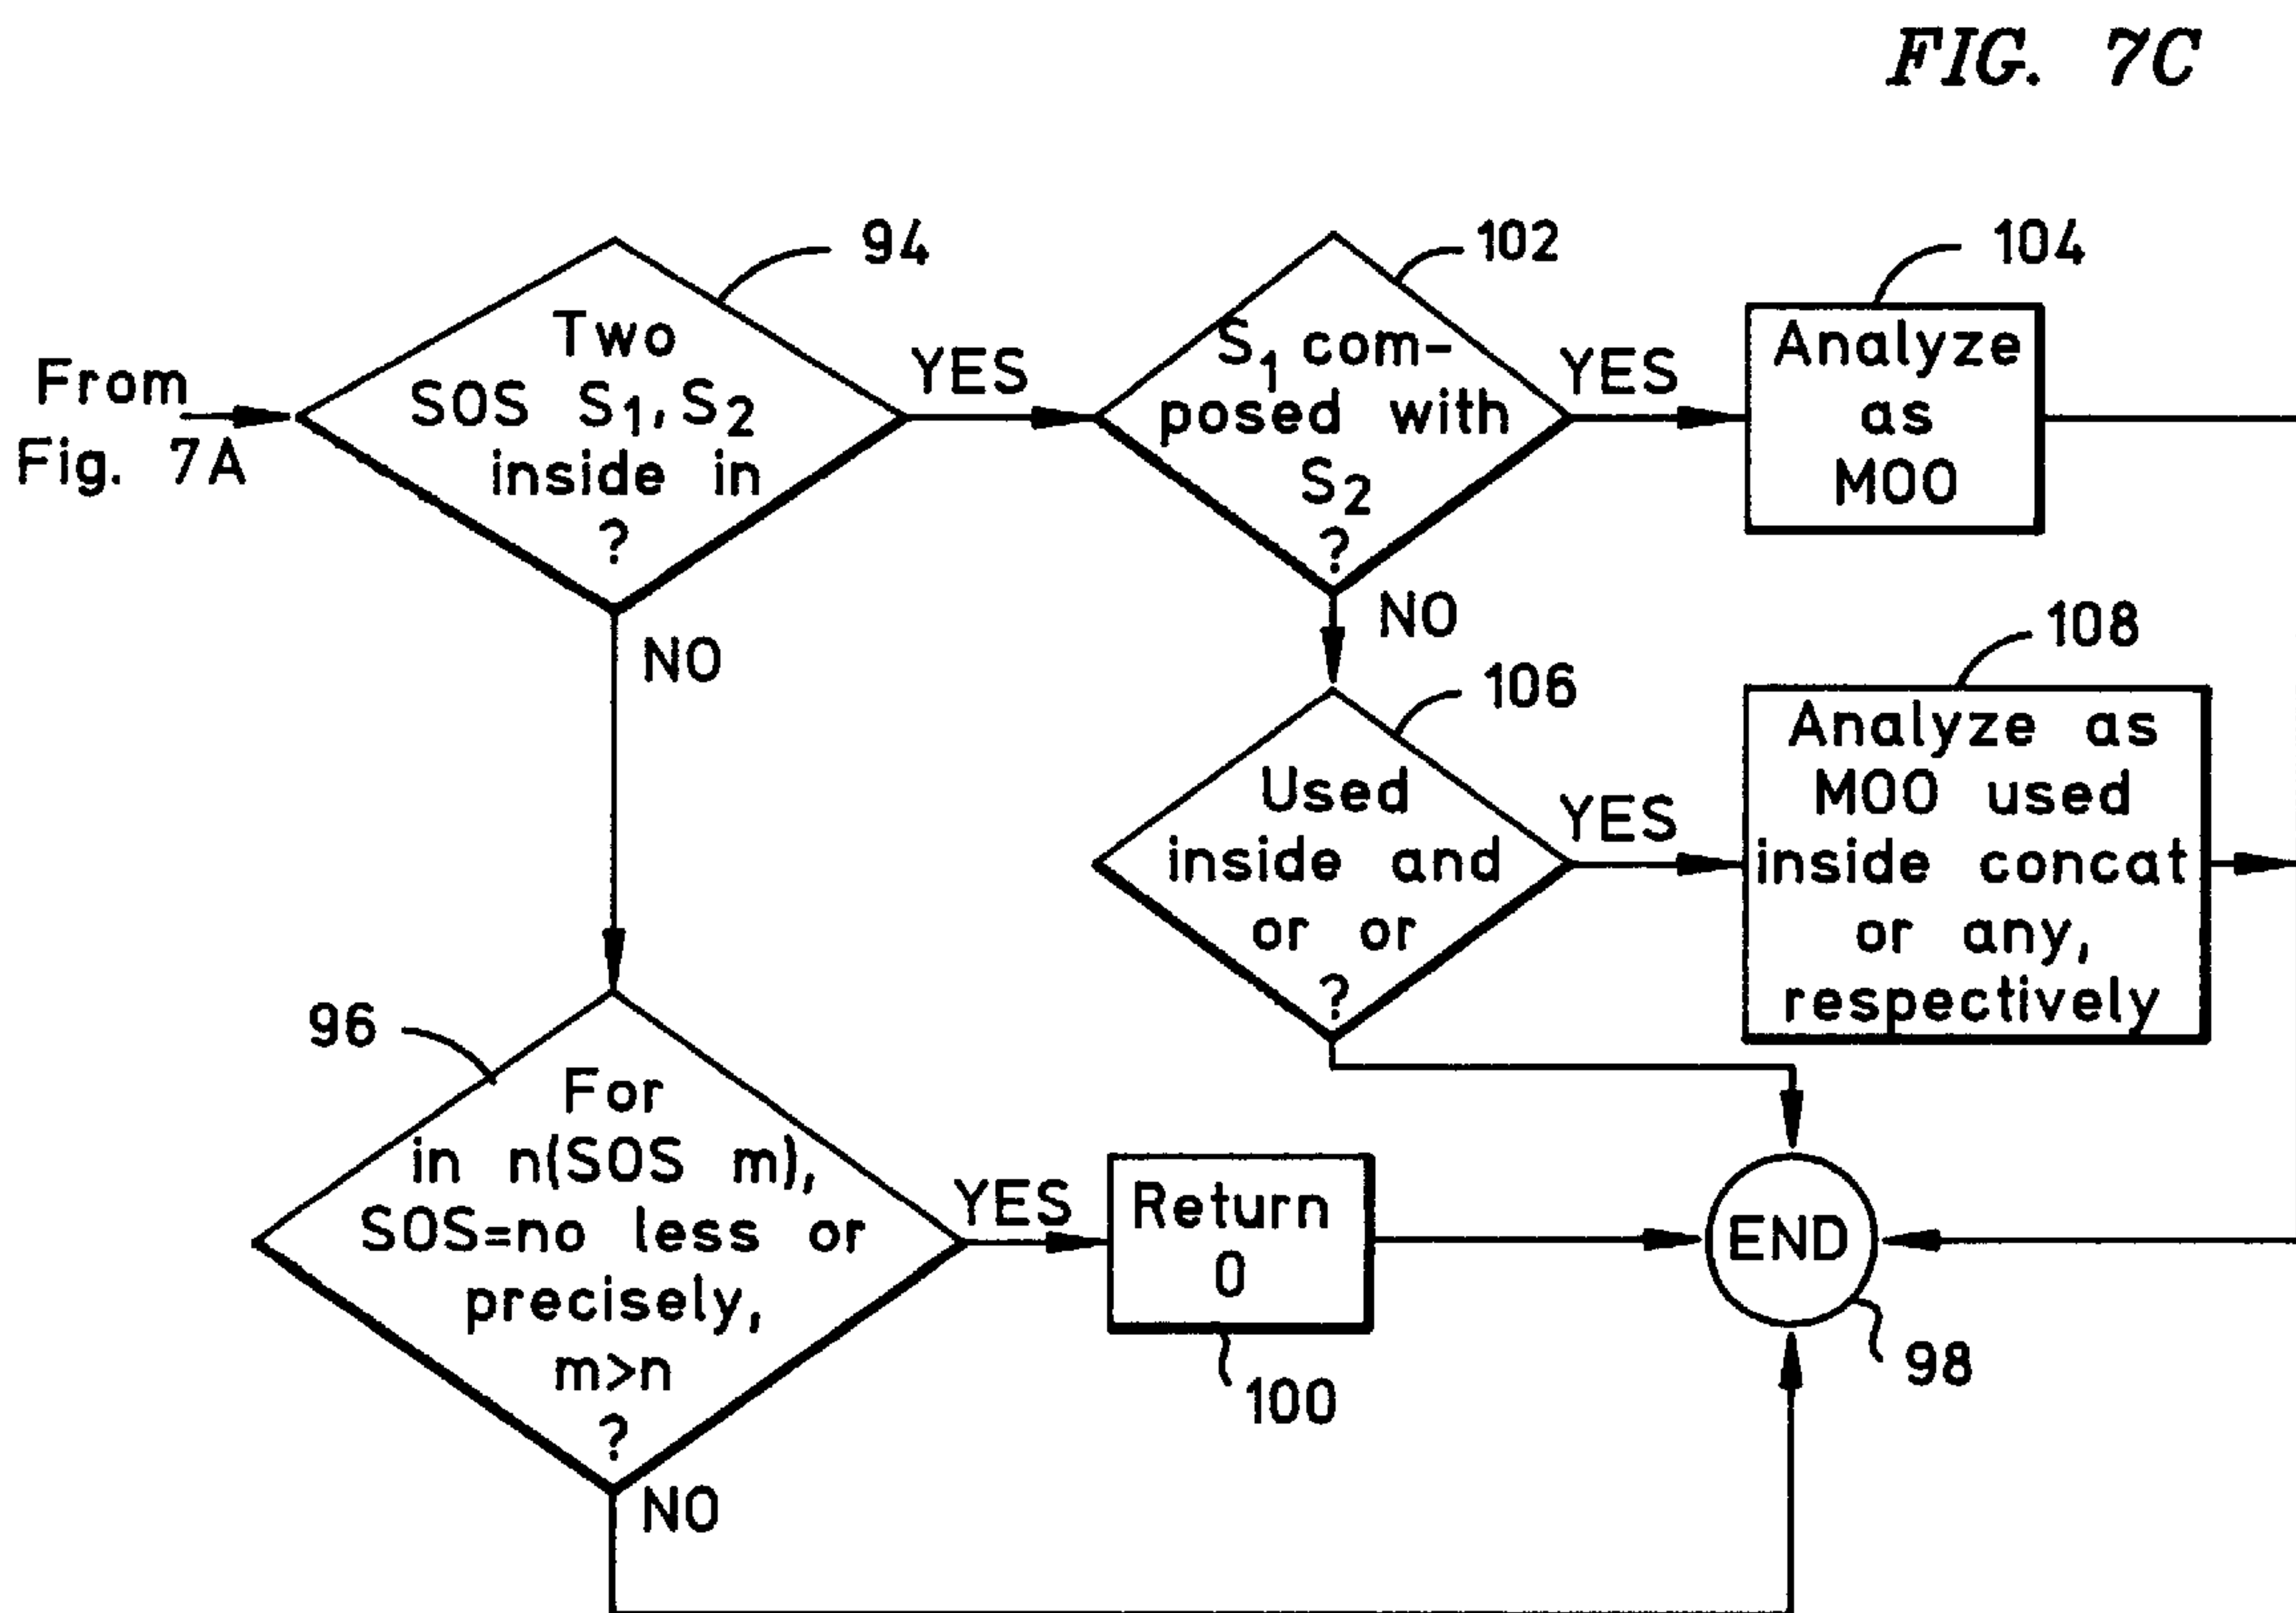 FIG. 7C
From
Fig. 7A
94
Two
SOS S₁, S₂
inside in
?
YES
NO
102
S₁ com-
posed with
S₂
?
YES
NO
104
Analyze
as
MOO
106
Used
inside and
or or
?
YES
108
Analyze as
MOO used
inside concat
or any,
respectively
96
For
in n(SOS m),
SOS=no less or
precisely,
m>n
?
YES
NO
Return
0
100
END
98